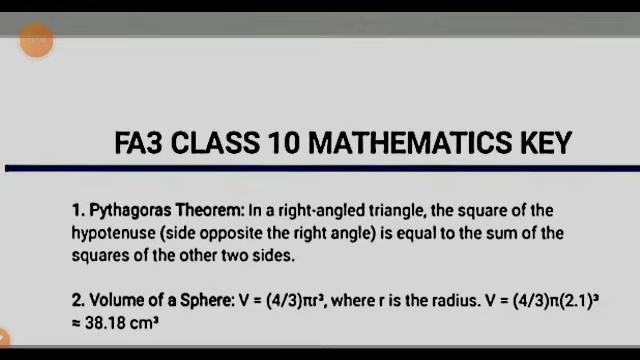 FA3 CLASS 10 MATHEMATICS KEY
1. Pythagoras Theorem: In a right-angled triangle, the square of the
hypotenuse (side opposite the right angle) is equal to the sum of the
squares of the other two sides.
2. Volume of a Sphere: V = (4/3)πr³, where r is the radius. V = (4/3)π(2.1)³
≈ 38.18 cm³